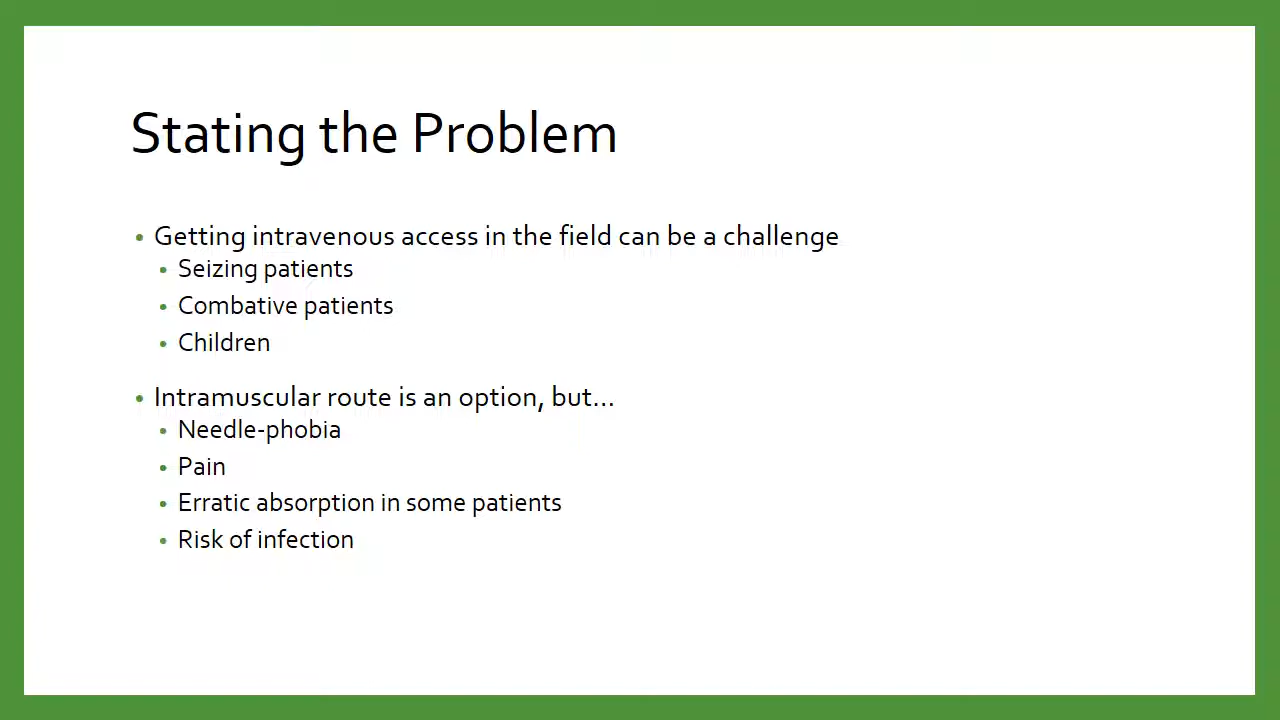 Stating the Problem
• Getting intravenous access in the field can be a challenge
• Seizing patients
• Combative patients
• Children
• Intramuscular route is an option, but...
• Needle-phobia
• Pain
• Erratic absorption in some patients
• Risk of infection